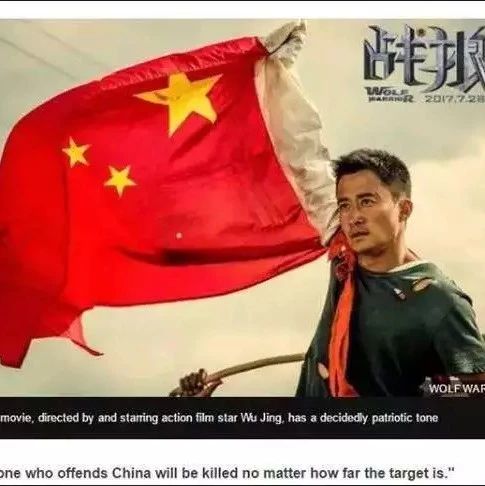 战狼
WOLF
WARRIOR 2017.7.28
WOLF WAR
movie, directed by and starring action film star Wu Jing, has a decidedly patriotic tone
one who offends China will be killed no matter how far the target is."